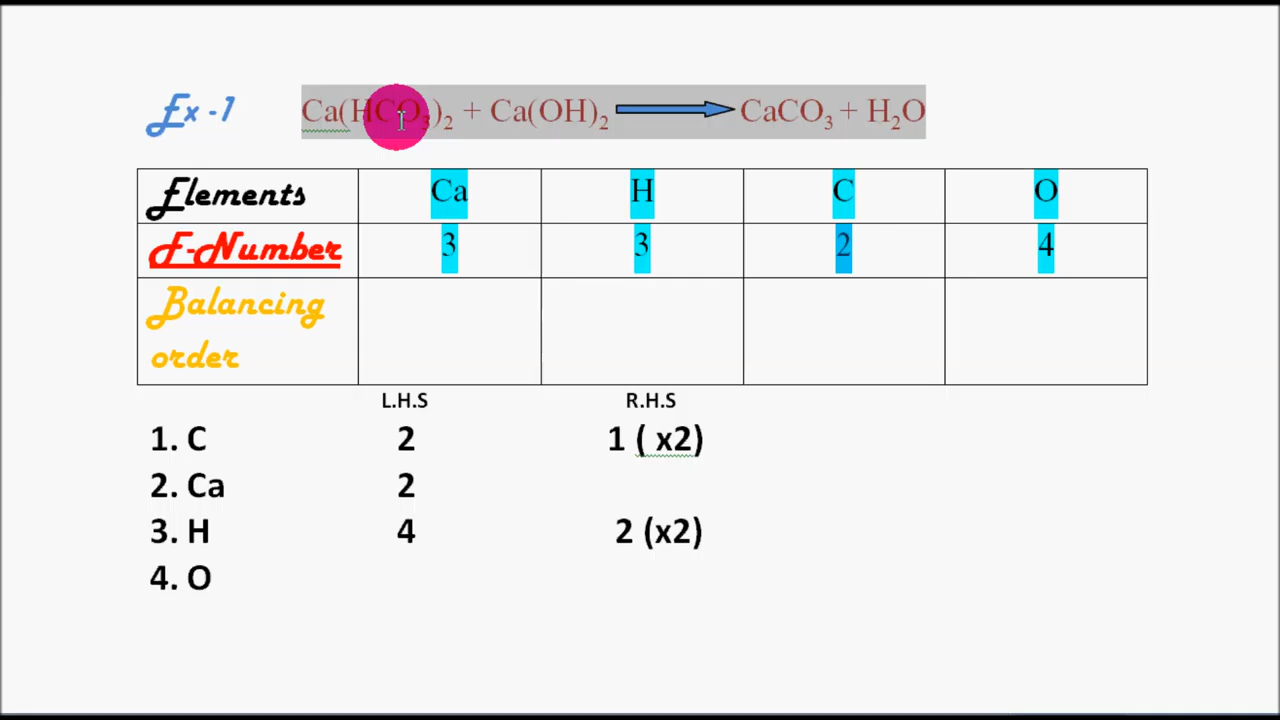 Ex -1 Ca(HCO₃)₂ + Ca(OH)₂ → CaCO₃ + H₂O
Elements Ca H C O
F-Number 3 3 2 4
Balancing
order
L.H.S R.H.S
1. C 2 1 ( x2)
2. Ca 2
3. H 4 2 (x2)
4. O